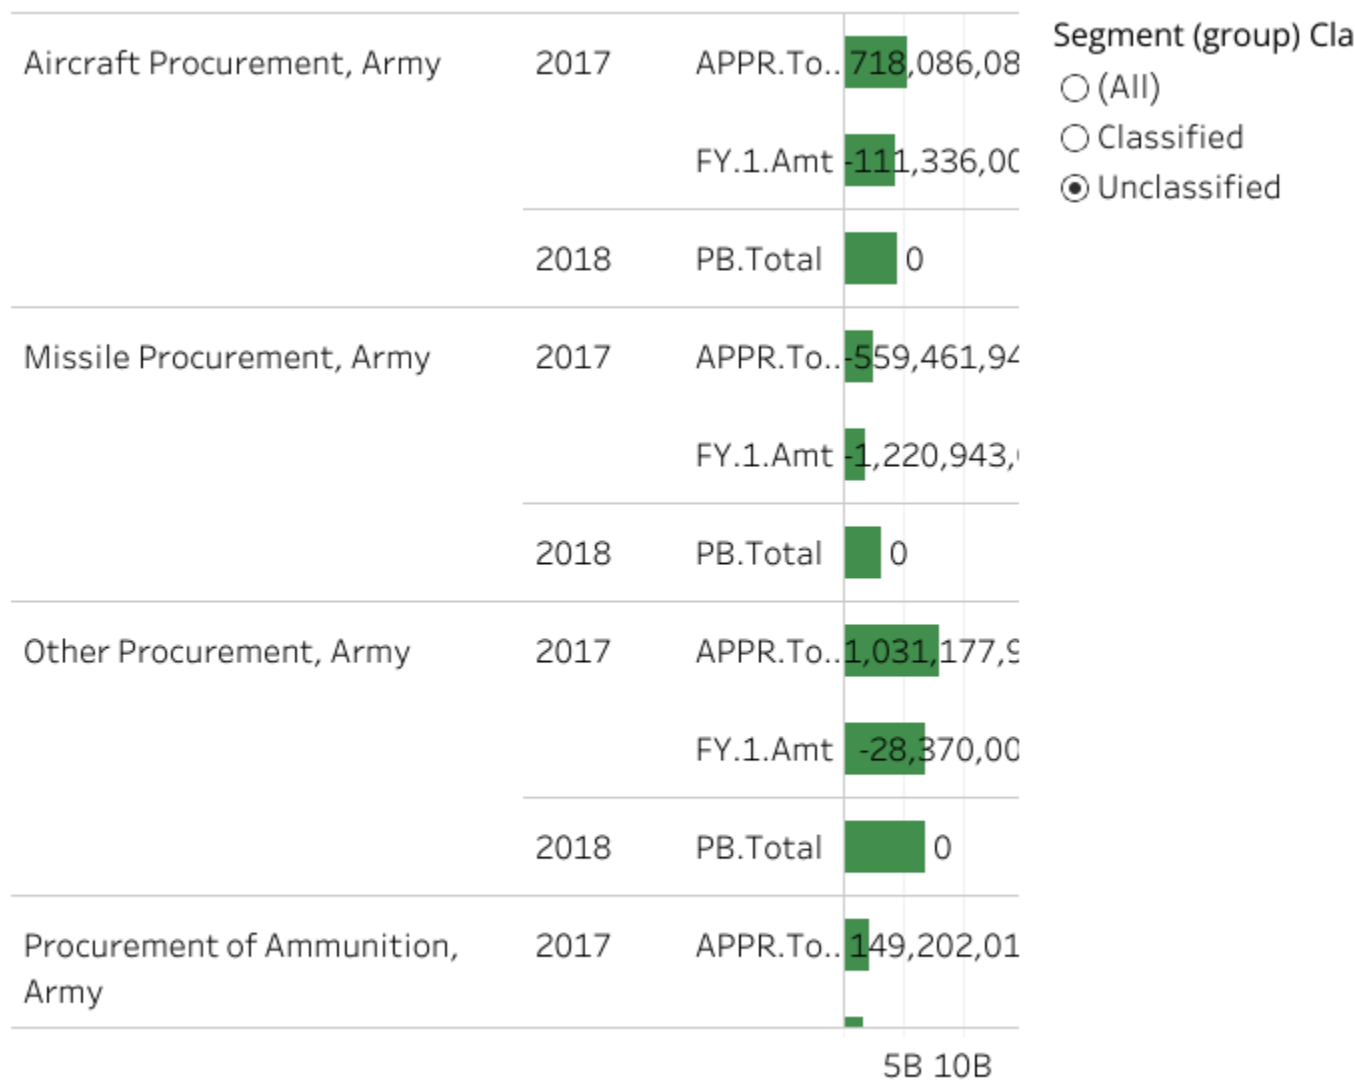 Aircraft Procurement, Army 2017 APPR.To.. 718,086,08
FY.1.Amt -111,336,00
2018 PB.Total 0
Missile Procurement, Army 2017 APPR.To.. -559,461,94
FY.1.Amt -1,220,943,
2018 PB.Total 0
Other Procurement, Army 2017 APPR.To.. 1,031,177,9
FY.1.Amt -28,370,00
2018 PB.Total 0
Procurement of Ammunition, 2017 APPR.To.. 149,202,01
Army
5B 10B
Segment (group) Cla
(All)
Classified
Unclassified